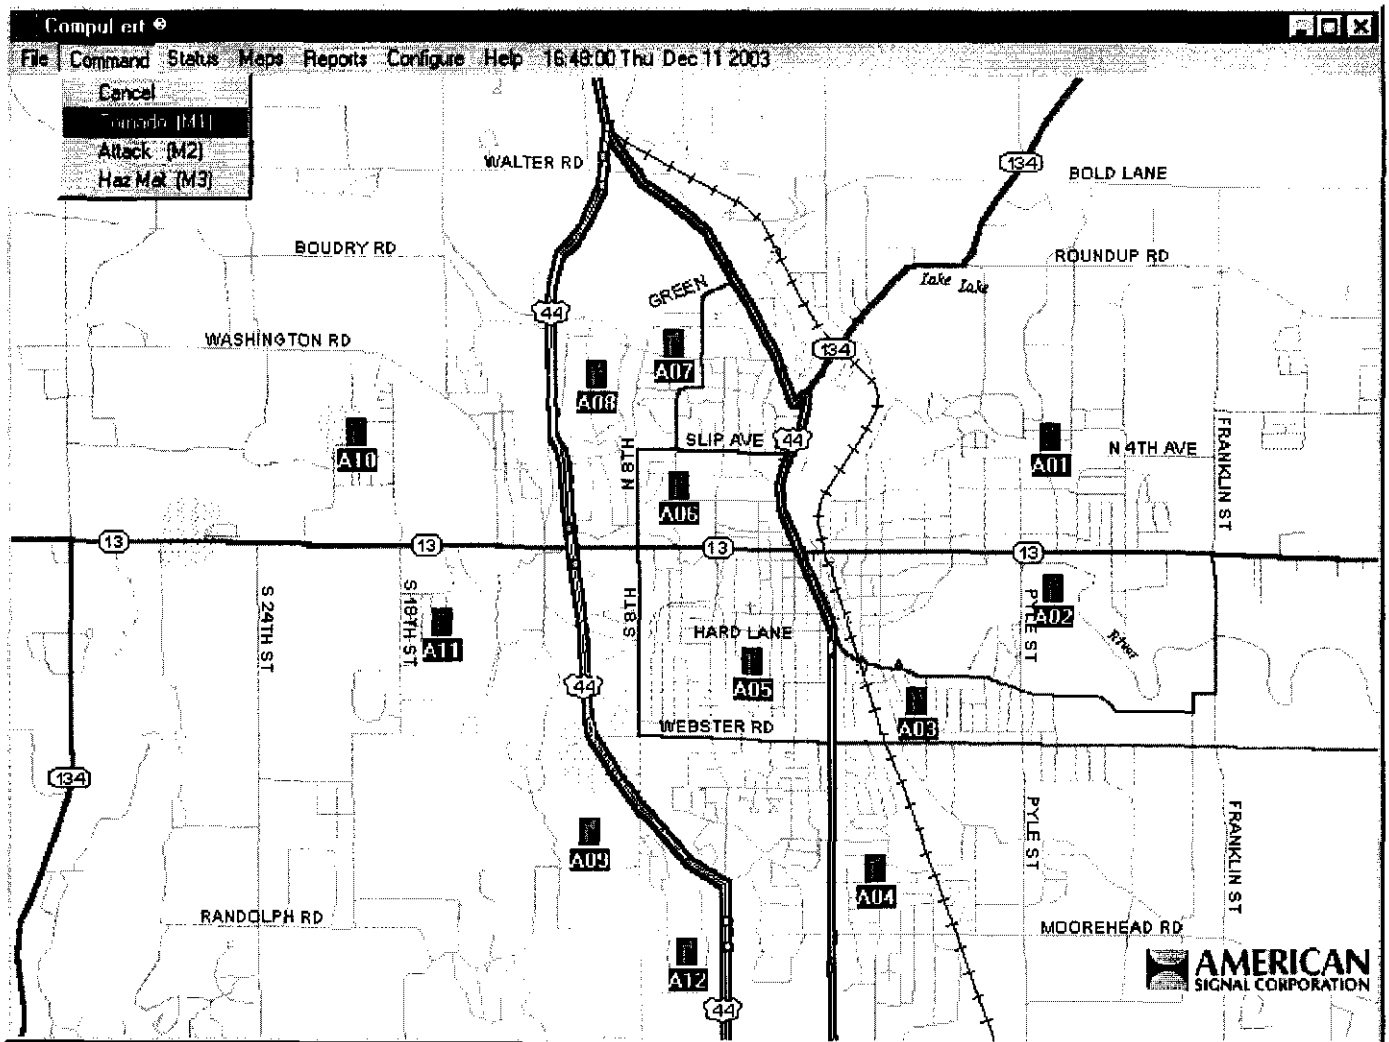 CompuLert ®
File Command Status Maps Reports Configure Help 16:48:00 Thu Dec 11 2003
Cancel
Tornado (M1)
Attack (M2)
Haz Mat (M3)
WALTER RD
134
BOLD LANE
BOUDRY RD
ROUNDUP RD
GREEN
Lake Lake
44
WASHINGTON RD
134
A07
A08
SLIP AVE
44
N 8TH
A10
A01
N 4TH AVE
FRANKLIN ST
A06
13
13
13
13
S 24TH ST
S 18TH ST
S 8TH
A11
HARD LANE
A05
PYLE ST
A02
River
44
A03
WEBSTER RD
134
A09
PYLE ST
FRANKLIN ST
A04
RANDOLPH RD
MOOREHEAD RD
A12
44
AMERICAN
SIGNAL CORPORATION